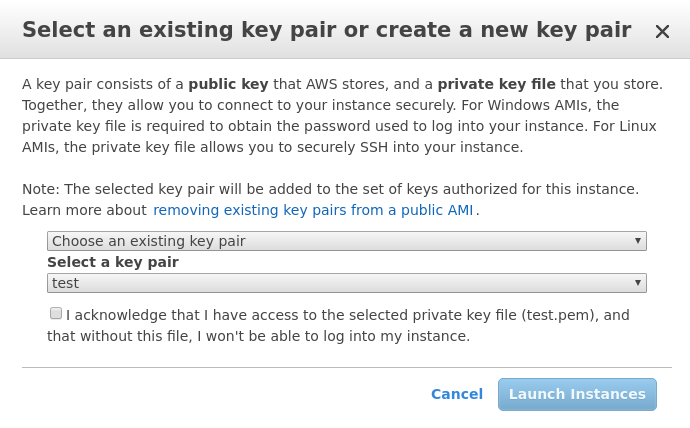 Select an existing key pair or create a new key pair
A key pair consists of a public key that AWS stores, and a private key file that you store.
Together, they allow you to connect to your instance securely. For Windows AMIs, the
private key file is required to obtain the password used to log into your instance. For Linux
AMIs, the private key file allows you to securely SSH into your instance.
Note: The selected key pair will be added to the set of keys authorized for this instance.
Learn more about removing existing key pairs from a public AMI.
Choose an existing key pair
Select a key pair
test
I acknowledge that I have access to the selected private key file (test.pem), and
that without this file, I won't be able to log into my instance.
Cancel Launch Instances